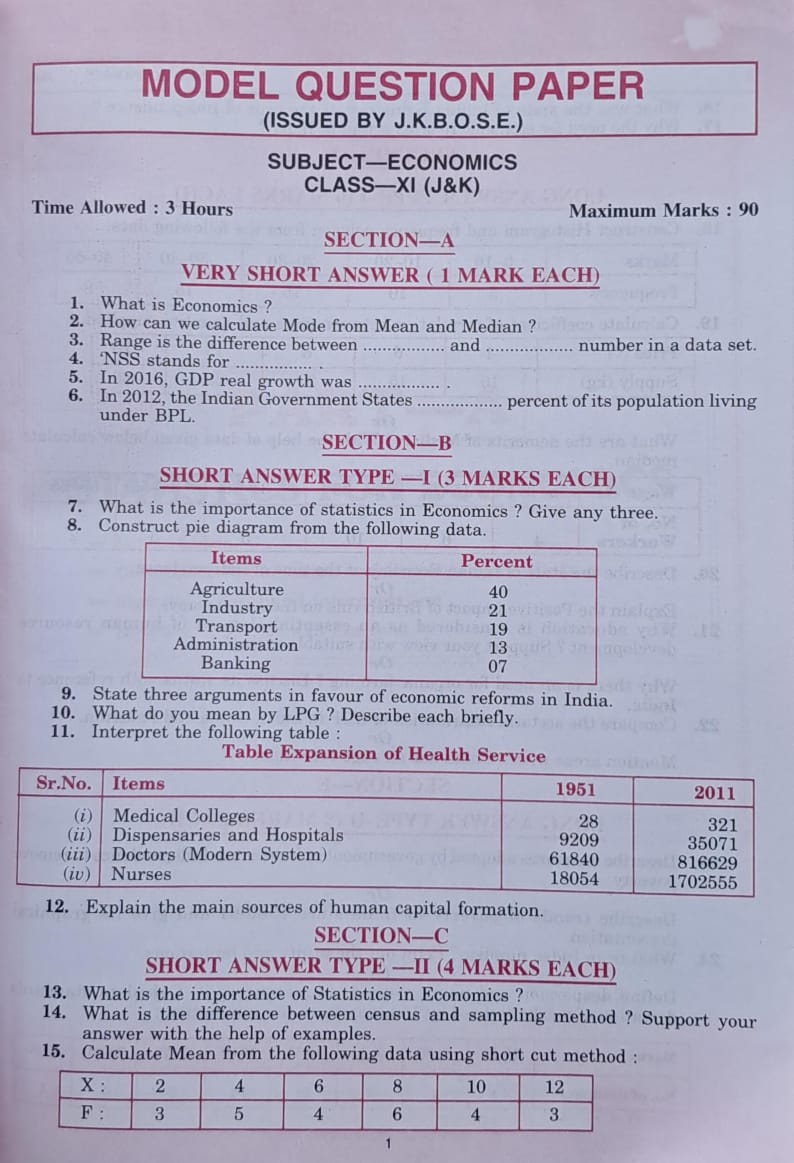 MODEL QUESTION PAPER
(ISSUED BY J.K.B.O.S.E.)
SUBJECT—ECONOMICS
CLASS—XI (J&K)
Time Allowed : 3 Hours Maximum Marks : 90
SECTION—A
VERY SHORT ANSWER ( 1 MARK EACH)
1. What is Economics ?
2. How can we calculate Mode from Mean and Median ?
3. Range is the difference between ................. and .................. number in a data set.
4. ‘NSS stands for ................ .
5. In 2016, GDP real growth was ................. .
6. In 2012, the Indian Government States ................. percent of its population living
under BPL.
SECTION—B
SHORT ANSWER TYPE —I (3 MARKS EACH)
7. What is the importance of statistics in Economics ? Give any three.
8. Construct pie diagram from the following data.
Items Percent
Agriculture 40
Industry 21
Transport 19
Administration 13
Banking 07
9. State three arguments in favour of economic reforms in India.
10. What do you mean by LPG ? Describe each briefly.
11. Interpret the following table :
Table Expansion of Health Service
Sr.No. Items 1951 2011
(i) Medical Colleges 28 321
(ii) Dispensaries and Hospitals 9209 35071
(iii) Doctors (Modern System) 61840 816629
(iv) Nurses 18054 1702555
12. Explain the main sources of human capital formation.
SECTION—C
SHORT ANSWER TYPE —II (4 MARKS EACH)
13. What is the importance of Statistics in Economics ?
14. What is the difference between census and sampling method ? Support your
answer with the help of examples.
15. Calculate Mean from the following data using short cut method :
X : 2 4 6 8 10 12
F : 3 5 4 6 4 3
1